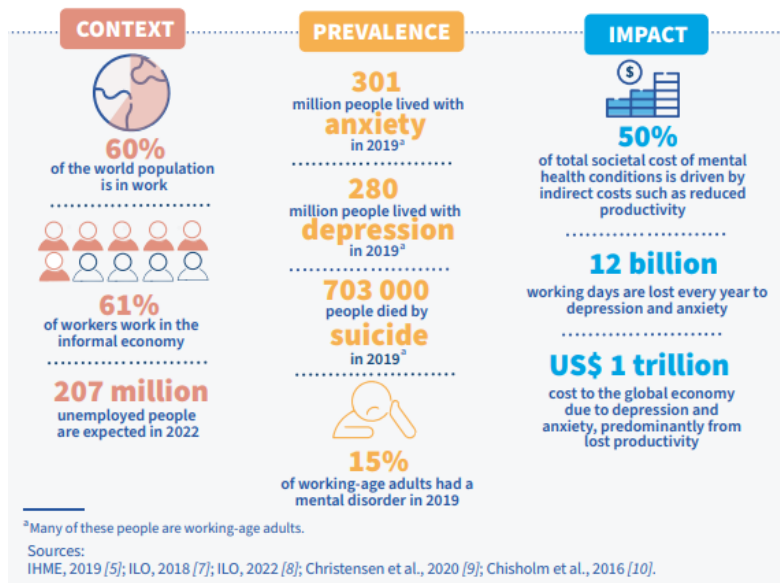 CONTEXT
60%
of the world population
is in work
61%
of workers work in the
informal economy
207 million
unemployed people
are expected in 2022
PREVALENCE
301
million people lived with
anxiety
in 2019a
280
million people lived with
depression
in 2019a
703 000
people died by
suicide
in 2019a
15%
of working-age adults had a
mental disorder in 2019
IMPACT
$
50%
of total societal cost of mental
health conditions is driven by
indirect costs such as reduced
productivity
12 billion
working days are lost every year to
depression and anxiety
US$ 1 trillion
cost to the global economy
due to depression and
anxiety, predominantly from
lost productivity
aMany of these people are working-age adults.
Sources:
IHME, 2019 [5]; ILO, 2018 [7]; ILO, 2022 [8]; Christensen et al., 2020 [9]; Chisholm et al., 2016 [10].